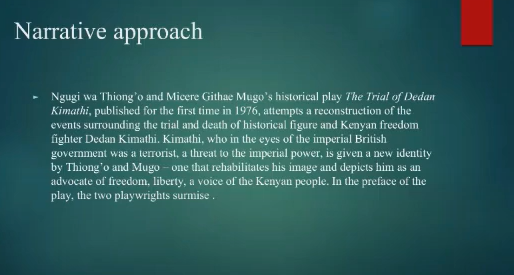 Narrative approach
Ngugi wa Thiong’o and Micere Githae Mugo’s historical play The Trial of Dedan
Kimathi, published for the first time in 1976, attempts a reconstruction of the
events surrounding the trial and death of historical figure and Kenyan freedom
fighter Dedan Kimathi. Kimathi, who in the eyes of the imperial British
government was a terrorist, a threat to the imperial power, is given a new identity
by Thiong’o and Mugo – one that rehabilitates his image and depicts him as an
advocate of freedom, liberty, a voice of the Kenyan people. In the preface of the
play, the two playwrights surmise .